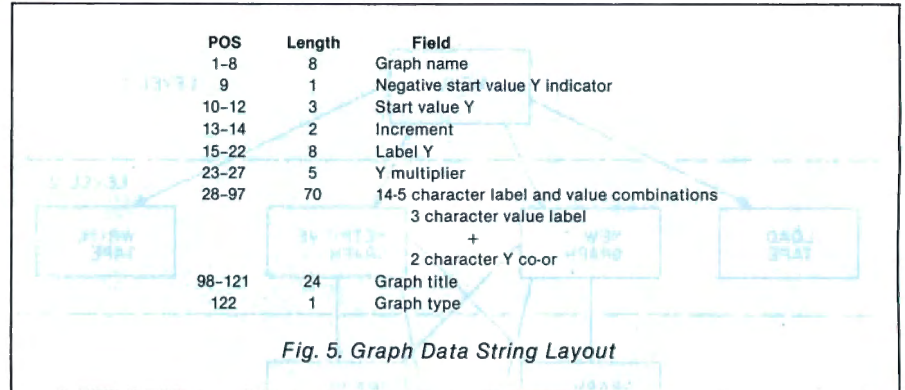 POS Length Field
1–8 8 Graph name
9 1 Negative start value Y indicator
10–12 3 Start value Y
13–14 2 Increment
15–22 8 Label Y
23–27 5 Y multiplier
28–97 70 14-5 character label and value combinations
3 character value label
+
2 character Y co-or
98–121 24 Graph title
122 1 Graph type
Fig. 5. Graph Data String Layout